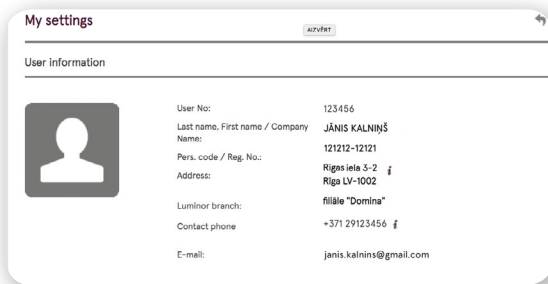 My settings
AIZVĒRT
User information
User No: 123456
Last name, First name / Company Name: JĀNIS KALNIŅŠ
Pers. code / Reg. No.: 121212-12121
Address: Rīgas iela 3-2 i
Rīga LV-1002
Luminor branch: filiāle "Domina"
Contact phone +371 29123456 i
E-mail: janis.kalnins@gmail.com